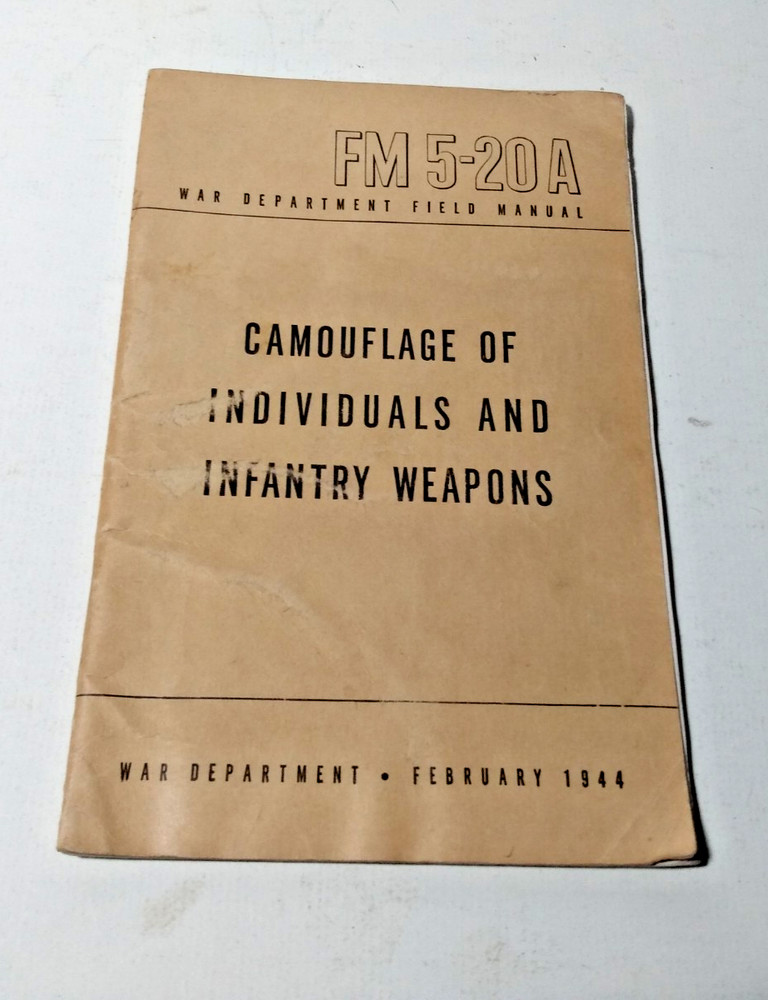 FM 5-20A
WAR DEPARTMENT FIELD MANUAL
CAMOUFLAGE OF
INDIVIDUALS AND
INFANTRY WEAPONS
WAR DEPARTMENT • FEBRUARY 1944